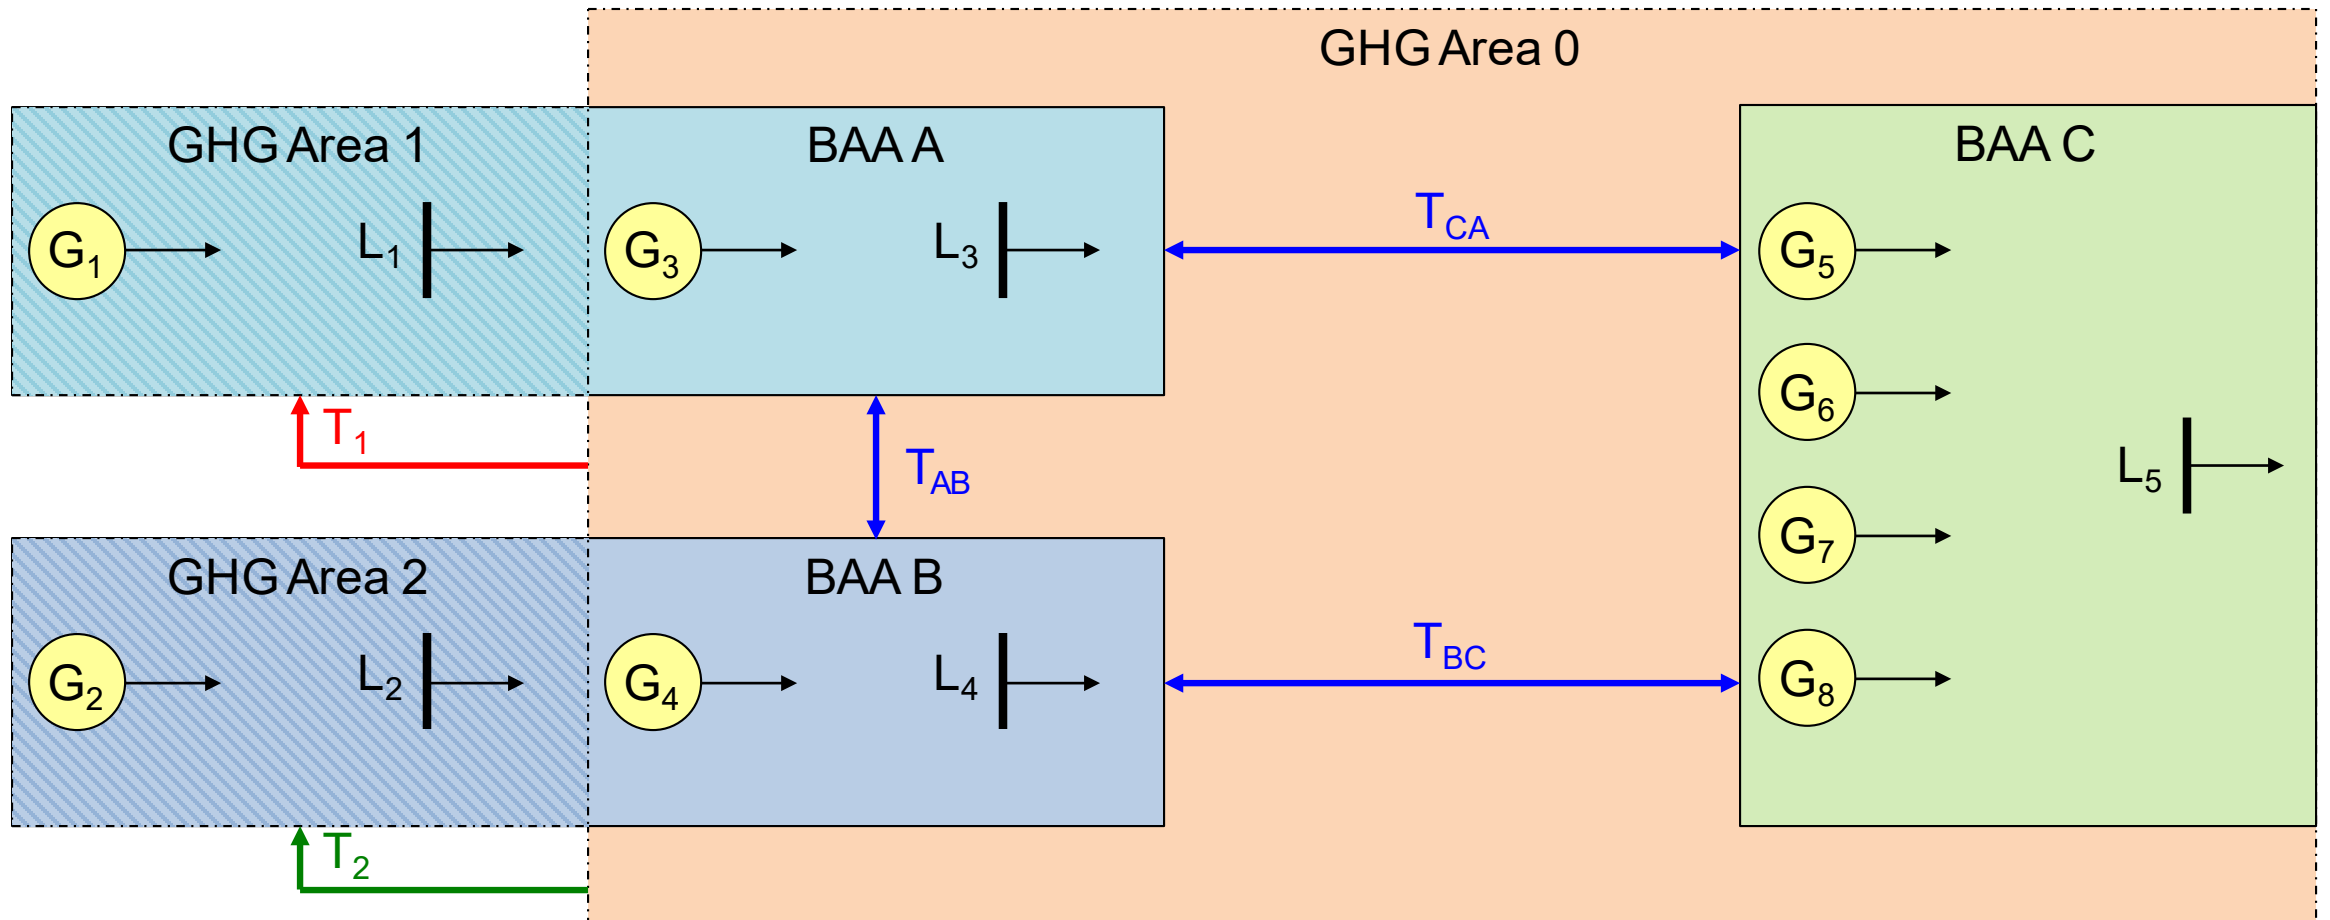 GHG Area 0
GHG Area 1
BAA A
BAA C
G1
L1
G3
L3
TCA
G5
G6
T1
TAB
L5
G7
GHG Area 2
BAA B
G2
L2
G4
L4
TBC
G8
T2